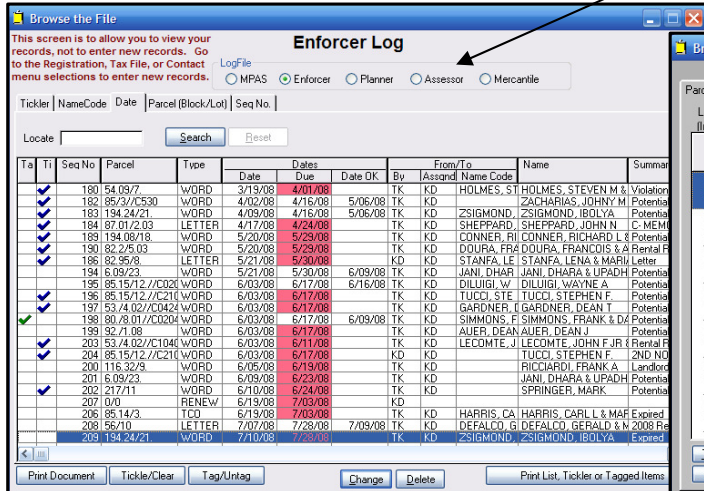 Browse the File
This screen is to allow you to view your
records, not to enter new records. Go
to the Registration, Tax File, or Contact
menu selections to enter new records.
Enforcer Log
LogFile
MPAS Enforcer Planner Assessor Mercantile
Tickler NameCode Date Parcel (Block/Lot) Seq No.
Locate Search Reset
Ta Ti Seq No Parcel Type Dates From/To Name Summar
Date Due Date OK By Assgnd Name Code
180 54.09/7. WORD 3/19/08 4/01/08 TK KD HOLMES, ST HOLMES, STEVEN M & Violation
182 85/3//C530 WORD 4/02/08 4/16/08 5/06/08 TK KD ZACHARIAS, JOHNY M Potential
183 194.24/21. WORD 4/09/08 4/16/08 5/06/08 TK KD ZSIGMOND, ZSIGMOND, IBOLYA Potential
184 87.01/2.03 LETTER 4/17/08 4/24/08 TK KD SHEPPARD, SHEPPARD, JOHN N C- MEM
189 194.08/18. WORD 5/20/08 5/29/08 TK KD CONNER, RI CONNER, RICHARD L & Potential
190 82.2/5.03 WORD 5/20/08 5/29/08 TK KD DOURA, FRA DOURA, FRANCOIS & A Rental R
186 82.95/8. LETTER 5/21/08 5/30/08 KD KD STANFA, LE STANFA, LENA & MARI Letter
194 6.09/23. WORD 5/21/08 5/30/08 6/09/08 TK KD JANI, DHAR JANI, DHARA & UPADH Potential
195 85.15/12.//C020 WORD 6/03/08 6/17/08 6/16/08 TK KD DILUIGI, W DILUIGI, WAYNE A Potential
196 85.15/12.//C210 WORD 6/03/08 6/17/08 TK KD TUCCI, STE TUCCI, STEPHEN F. Potential
197 53./4.02//C0424 WORD 6/03/08 6/17/08 TK KD GARDNER, D GARDNER, DEAN T Potential
198 80./8.01//C0204 WORD 6/03/08 6/17/08 6/09/08 TK KD SIMMONS, F SIMMONS, FRANK & DA Potential
199 92./1.08 WORD 6/03/08 6/17/08 TK KD AUER, DEAN AUER, DEAN J Potential
203 53./4.02//C1040 WORD 6/03/08 6/11/08 TK KD LECOMTE, J LECOMTE, JOHN F JR & Rental R
204 85.15/12.//C210 WORD 6/03/08 6/17/08 KD KD TUCCI, STEPHEN F. 2ND NO
200 116.32/9. WORD 6/05/08 6/19/08 TK KD RICCIARDI, FRANK A Landlord
201 6.09/23. WORD 6/09/08 6/23/08 TK KD JANI, DHARA & UPADH Potential
202 217/11 WORD 6/10/08 6/24/08 TK KD SPRINGER, MARK Potential
207 0/0 RENEW 6/19/08 7/03/08 KD
206 85.14/3. TCO 6/19/08 7/03/08 TK KD HARRIS, CA HARRIS, CARL L & MAR Expired
208 56/10 LETTER 7/07/08 7/28/08 7/09/08 TK KD DEFALCO, G DEFALCO, GERALD & M 2008 Re
209 194.24/21. WORD 7/10/08 7/28/08 TK KD ZSIGMOND, ZSIGMOND, IBOLYA Expired
Print Document Tickle/Clear Tag/Untag Change Delete Print List, Tickler or Tagged Items